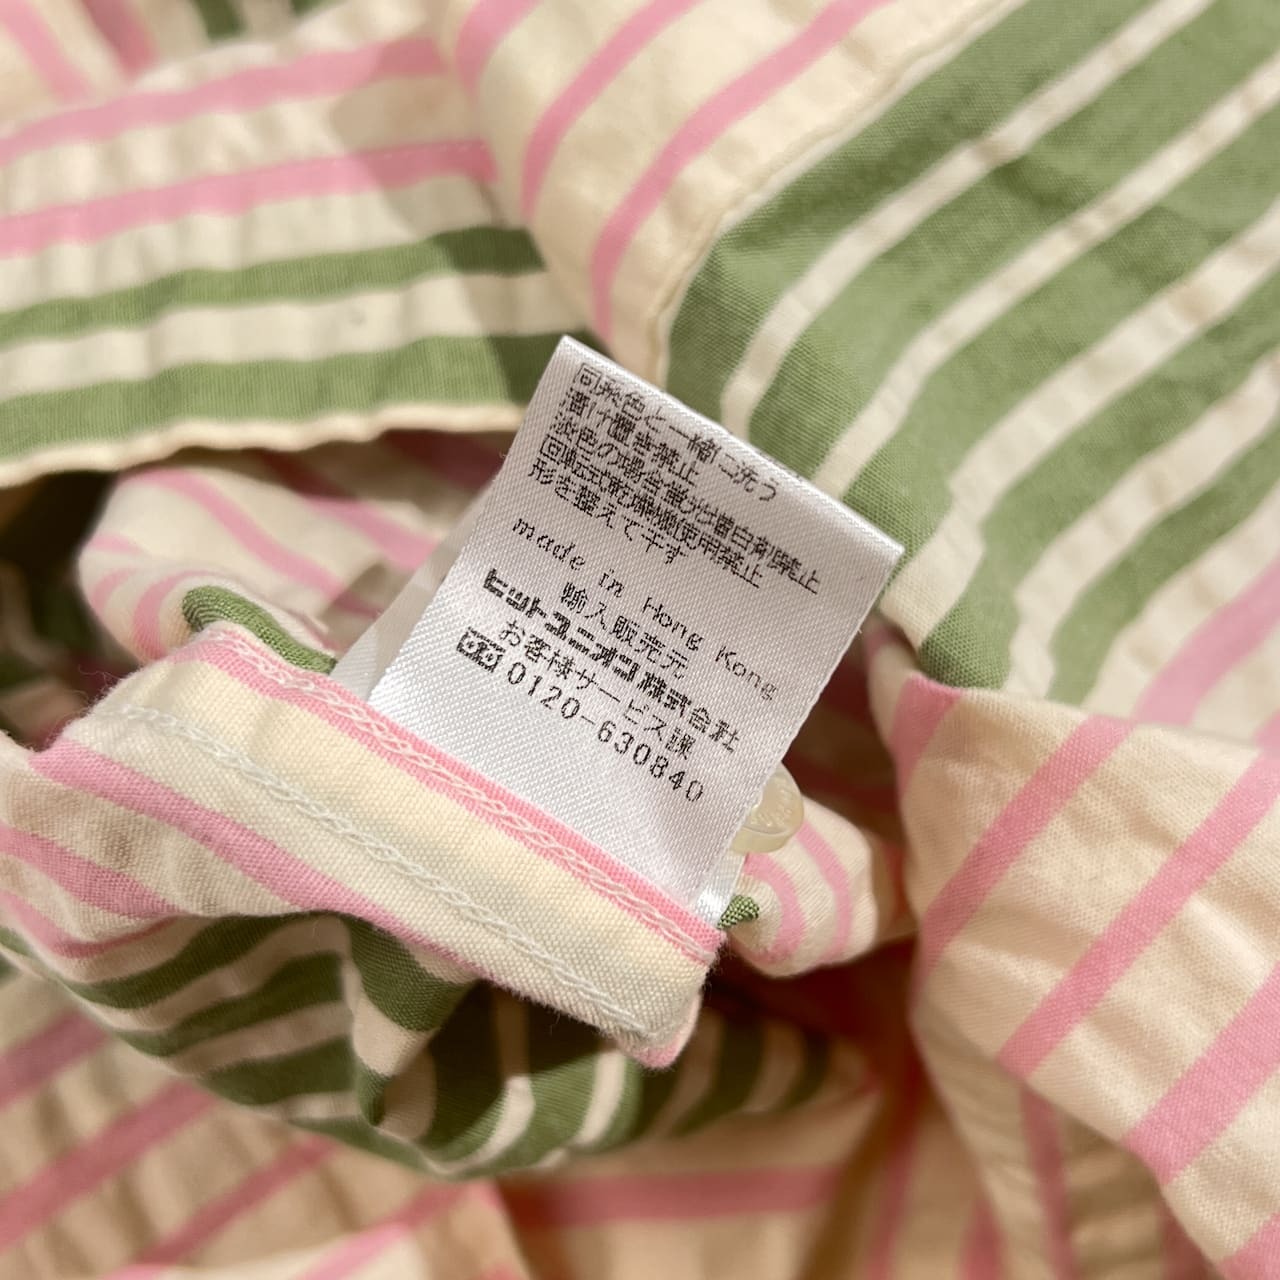 同系色と一緒に洗う
蓄付置き禁止
淡色の場合蛍光増白剤禁止
回転式乾燥機使用禁止
形を整えて干す
made in Hong Kong
輸入販売元
ヒットユニオン株式会社
お客様サービス課
0120-630840